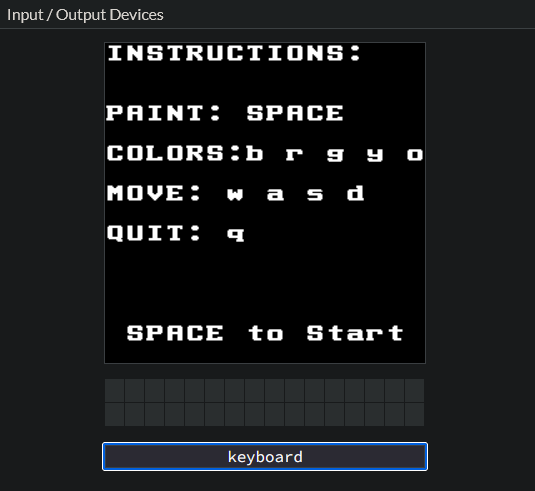 Input / Output Devices
INSTRUCTIONS:
PAINT: SPACE
COLORS:b r g y o
MOVE: w a s d
QUIT: q
SPACE to Start
keyboard